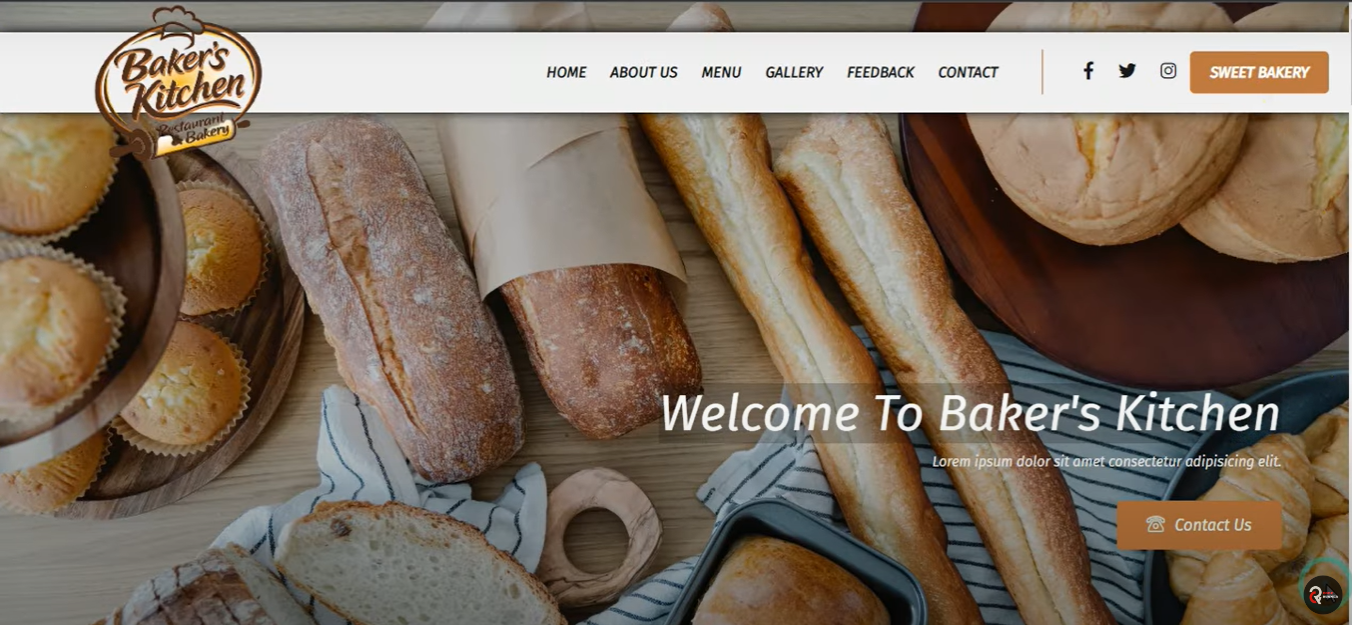 Baker's
Kitchen
Restaurant
& Bakery
HOME ABOUT US MENU GALLERY FEEDBACK CONTACT SWEET BAKERY
Welcome To Baker's Kitchen
Lorem ipsum dolor sit amet consectetur adipisicing elit.
Contact Us